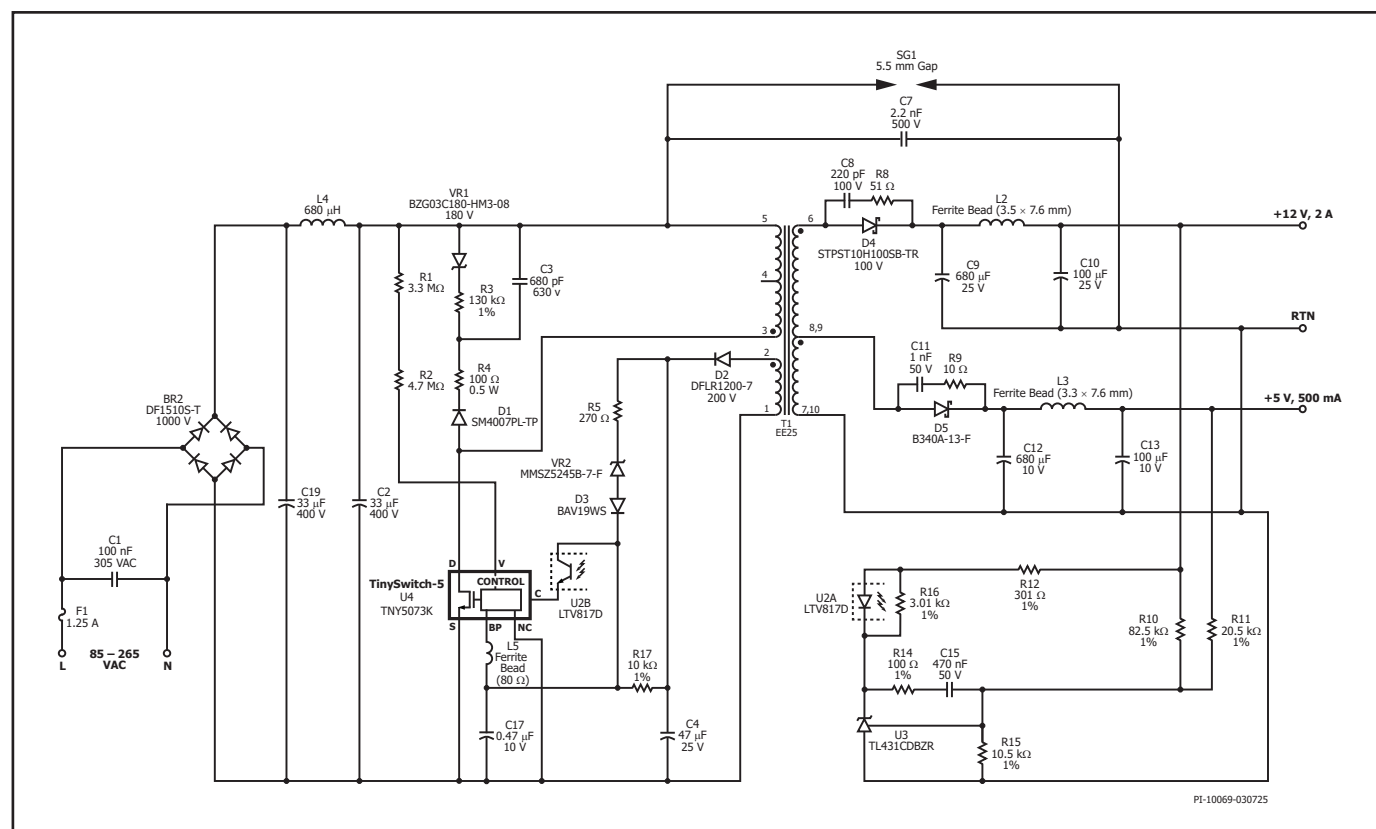 SG1
5.5 mm Gap
C7
2.2 nF
500 V
C8
220 pF
100 V
R8
51 Ω
L4
680 µH
VR1
BZG03C180-HM3-08
180 V
5
6
L2
Ferrite Bead (3.5 × 7.6 mm)
+12 V, 2 A
D4
STPST10H100SB-TR
100 V
C9
680 µF
25 V
C10
100 µF
25 V
R1
3.3 MΩ
R3
130 kΩ
1%
C3
680 pF
630 v
4
3
8,9
RTN
R2
4.7 MΩ
R4
100 Ω
0.5 W
D1
SM4007PL-TP
2
D2
DFLR1200-7
200 V
C11
1 nF
50 V
R9
10 Ω
L3
Ferrite Bead (3.3 × 7.6 mm)
BR2
DF1510S-T
1000 V
R5
270 Ω
1
7,10
T1
EE25
D5
B340A-13-F
+5 V, 500 mA
VR2
MMSZ5245B-7-F
C12
680 µF
10 V
C13
100 µF
10 V
C19
33 µF
400 V
C2
33 µF
400 V
D3
BAV19WS
C1
100 nF
305 VAC
D
V
TinySwitch-5
U4
TNY5073K
CONTROL
C
S
BP
NC
U2B
LTV817D
U2A
LTV817D
R16
3.01 kΩ
1%
R12
301 Ω
1%
F1
1.25 A
R10
82.5 kΩ
1%
R11
20.5 kΩ
1%
L
85 – 265
VAC
N
L5
Ferrite
Bead
(80 Ω)
R17
10 kΩ
1%
R14
100 Ω
1%
C15
470 nF
50 V
C17
0.47 µF
10 V
C4
47 µF
25 V
U3
TL431CDBZR
R15
10.5 kΩ
1%
PI-10069-030725